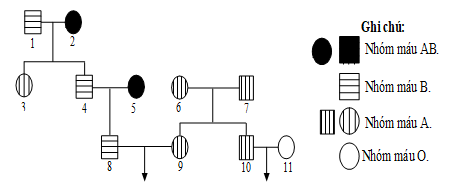 Ghi chú:
Nhóm máu AB.
Nhóm máu B.
Nhóm máu A.
Nhóm máu O.
1 2
3 4 5 6 7
8 9 10 11